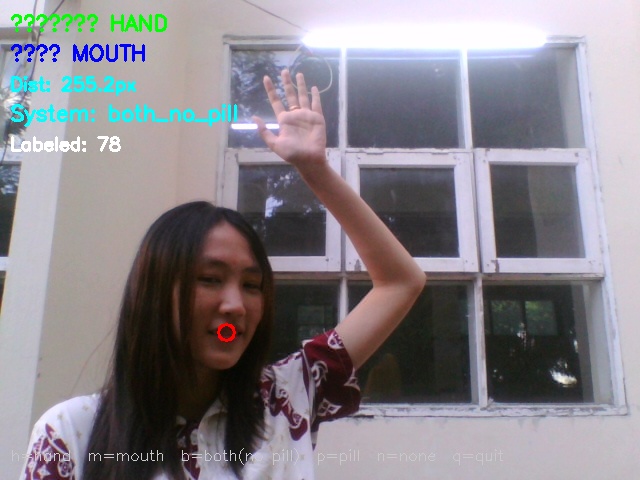 ??????? HAND
???? MOUTH
Dist: 255.2px
System: both_no_pill
Labeled: 78
h=hand m=mouth b=both(no pill) p=pill n=none q=quit